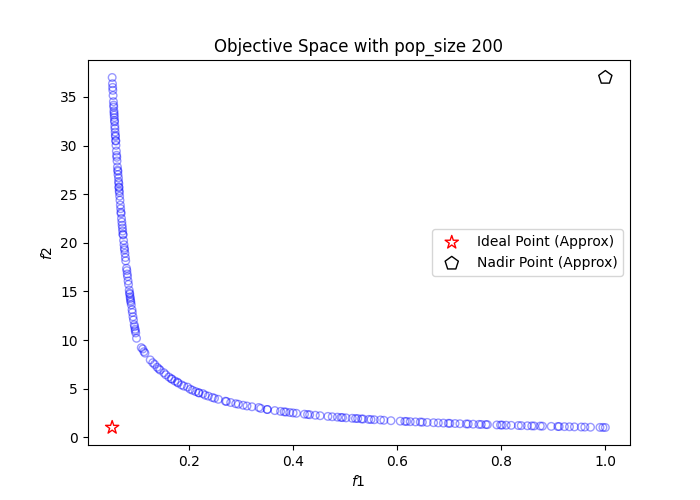 Objective Space with pop_size 200
35
30
25
20
15
10
5
0
f2
Ideal Point (Approx)
Nadir Point (Approx)
0.2
0.4
0.6
0.8
1.0
f1